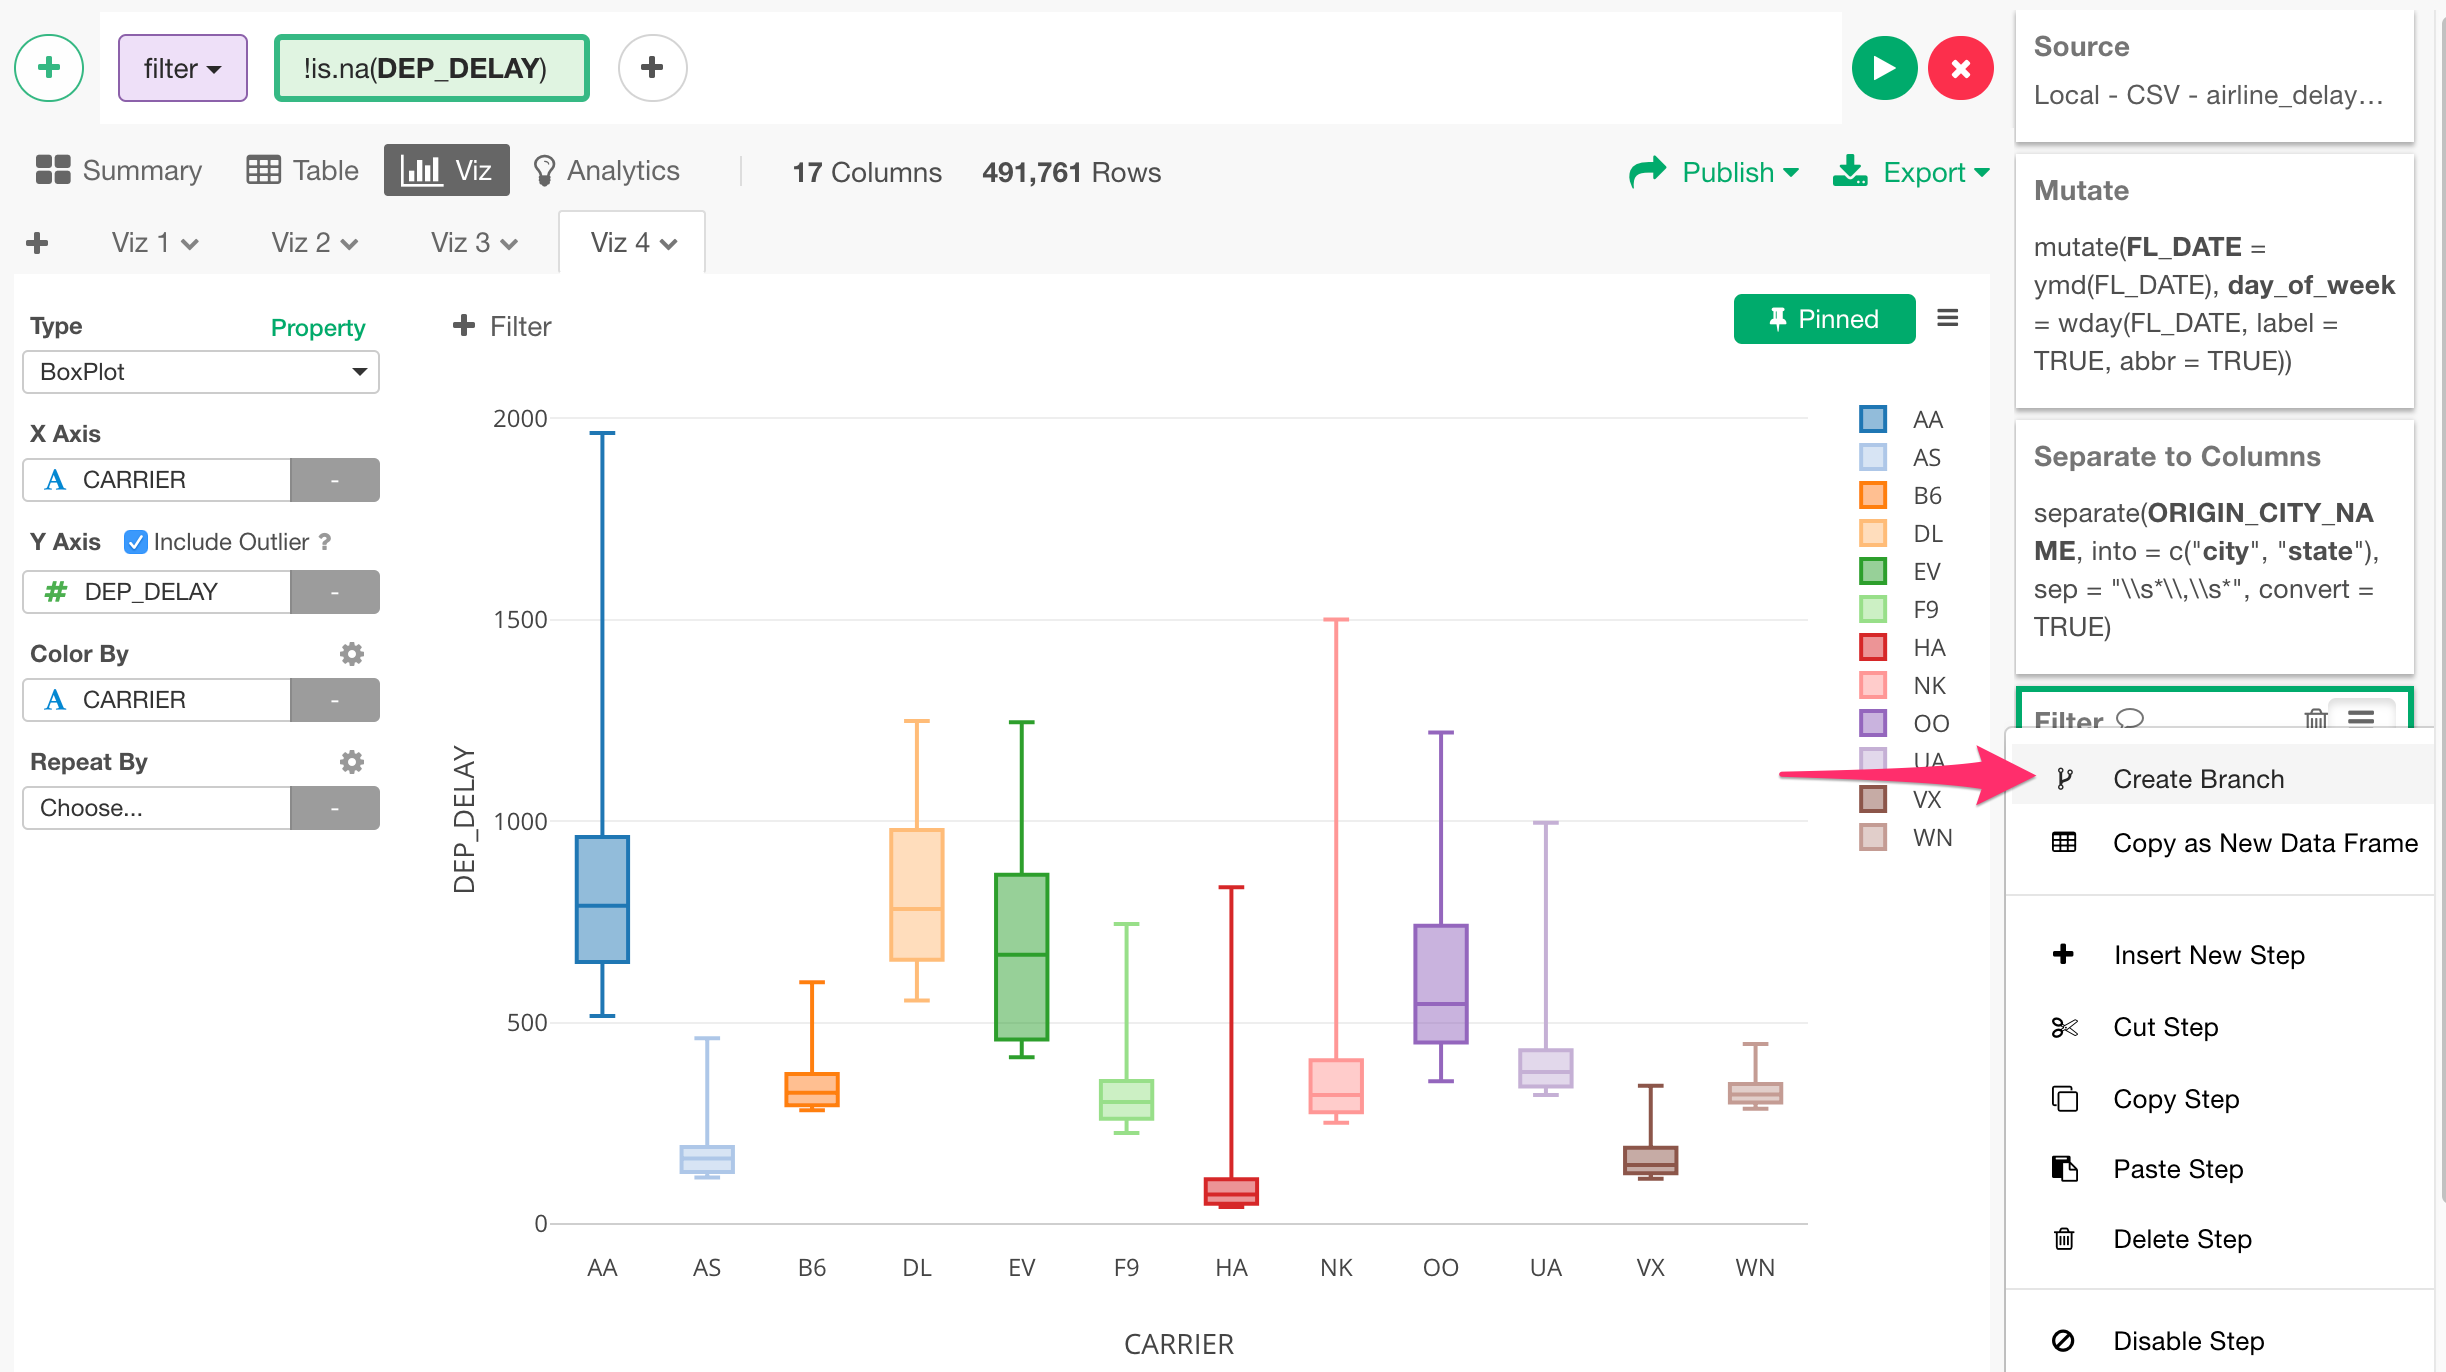 filter
!is.na(DEP_DELAY)
Summary
Table
Viz
Analytics
17 Columns
491,761 Rows
Publish
Export
Viz 1
Viz 2
Viz 3
Viz 4
Type
Property
BoxPlot
X Axis
A CARRIER
-
Y Axis
Include Outlier ?
# DEP_DELAY
-
Color By
A CARRIER
-
Repeat By
Choose...
-
Filter
Pinned
DEP_DELAY
2000
1500
1000
500
0
AA
AS
B6
DL
EV
F9
HA
NK
OO
UA
VX
WN
CARRIER
AA
AS
B6
DL
EV
F9
HA
NK
OO
UA
VX
WN
Source
Local - CSV - airline_delay...
Mutate
mutate(FL_DATE =
ymd(FL_DATE), day_of_week
= wday(FL_DATE, label =
TRUE, abbr = TRUE))
Separate to Columns
separate(ORIGIN_CITY_NA
ME, into = c("city", "state"),
sep = "\\s*\\,\\s*", convert =
TRUE)
Filter
Create Branch
Copy as New Data Frame
Insert New Step
Cut Step
Copy Step
Paste Step
Delete Step
Disable Step